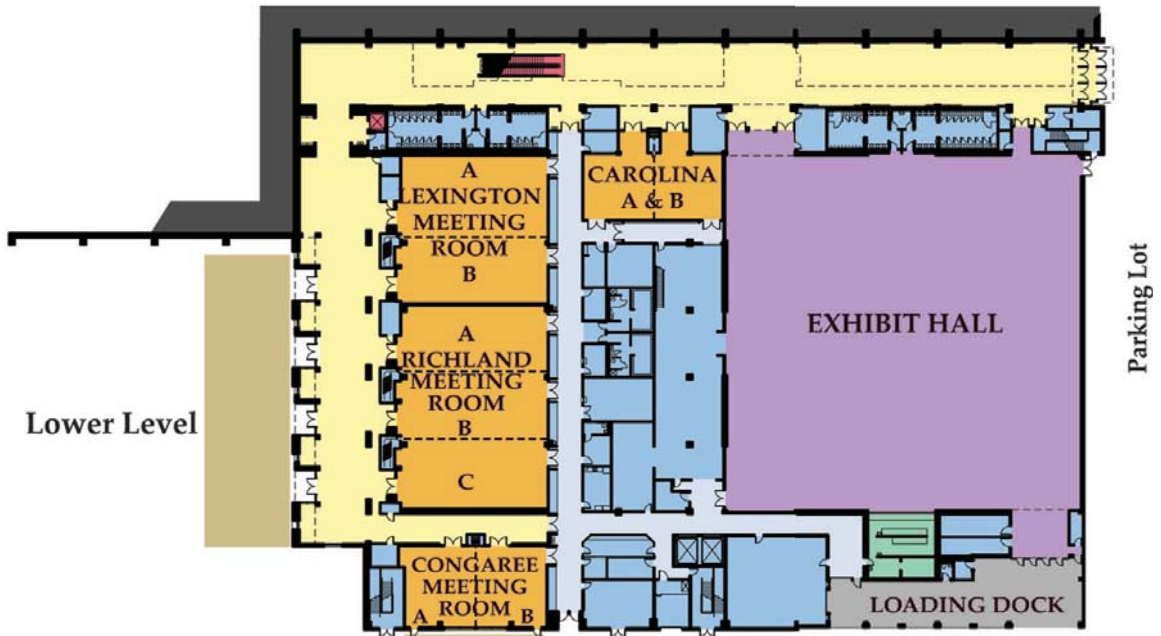 A
LEXINGTON
MEETING
ROOM
B
CAROLINA
A & B
A
RICHLAND
MEETING
ROOM
B
C
EXHIBIT HALL
Parking Lot
Lower Level
CONGAREE
MEETING
ROOM
A B
LOADING DOCK